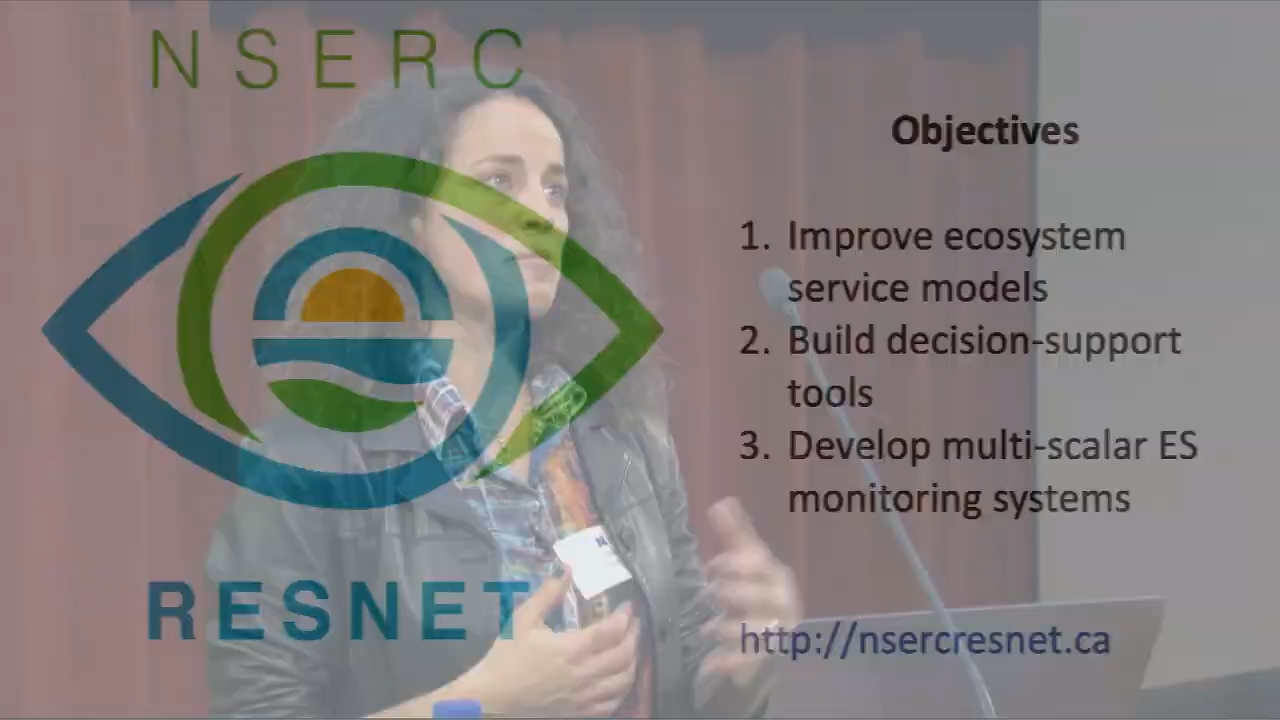 NSERC
RESNET
Objectives
1. Improve ecosystem
service models
2. Build decision-support
tools
3. Develop multi-scalar ES
monitoring systems
http://nsercresnet.ca